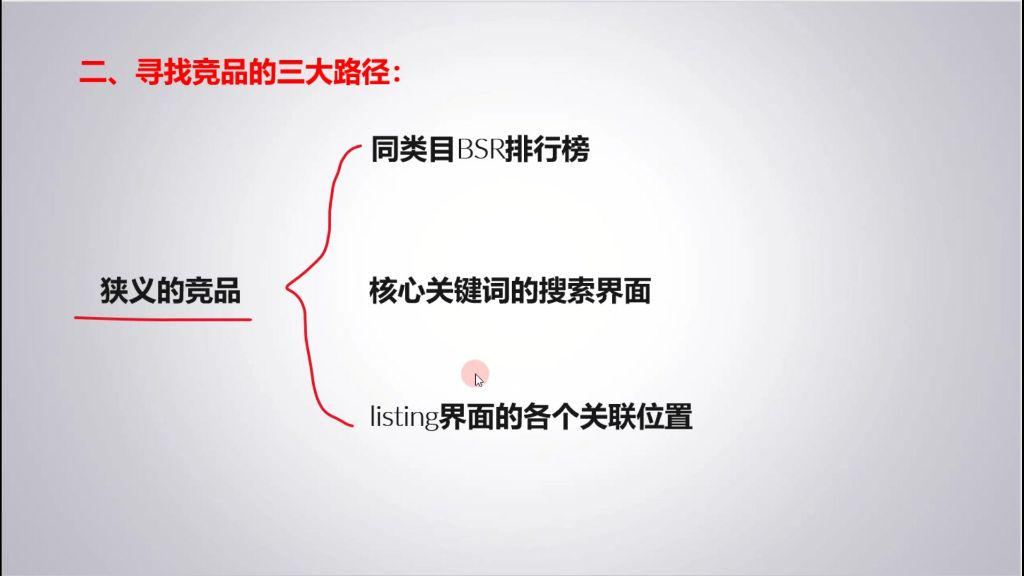 二、寻找竞品的三大路径：
同类目BSR排行榜
狭义的竞品
核心关键词的搜索界面
listing界面的各个关联位置